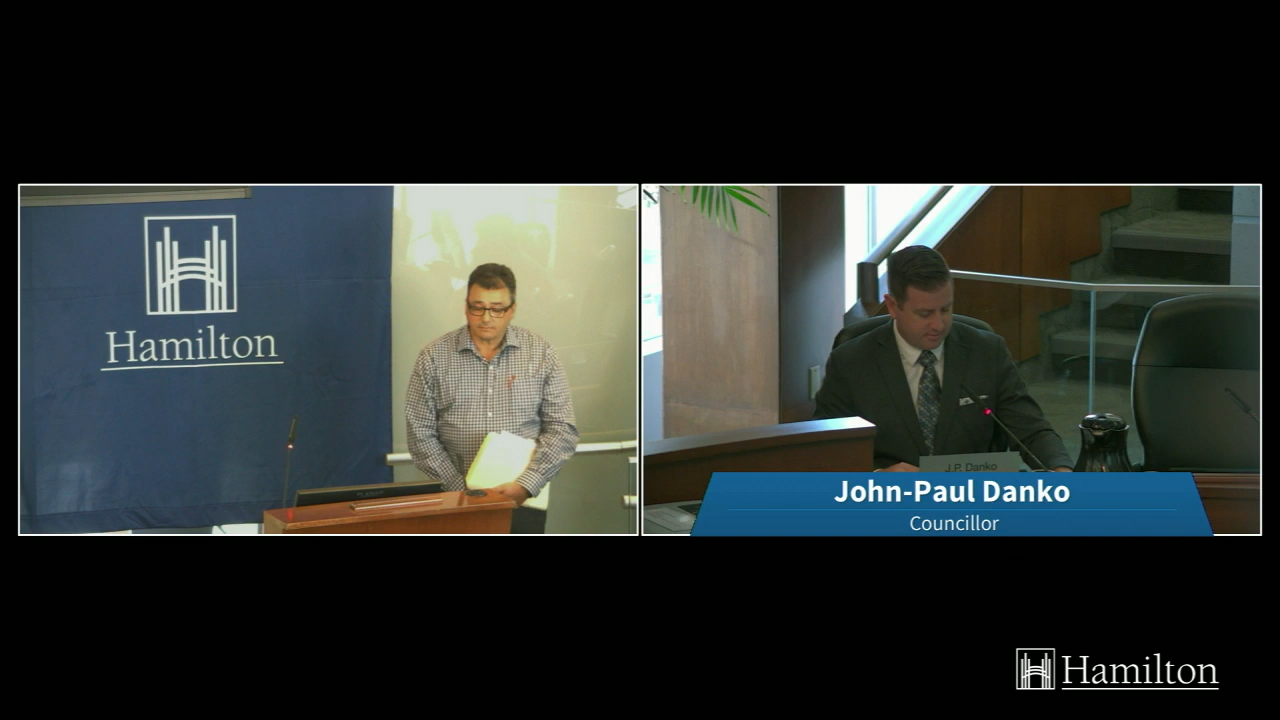 Hamilton
J.P. Danko
John-Paul Danko
Councillor
Hamilton